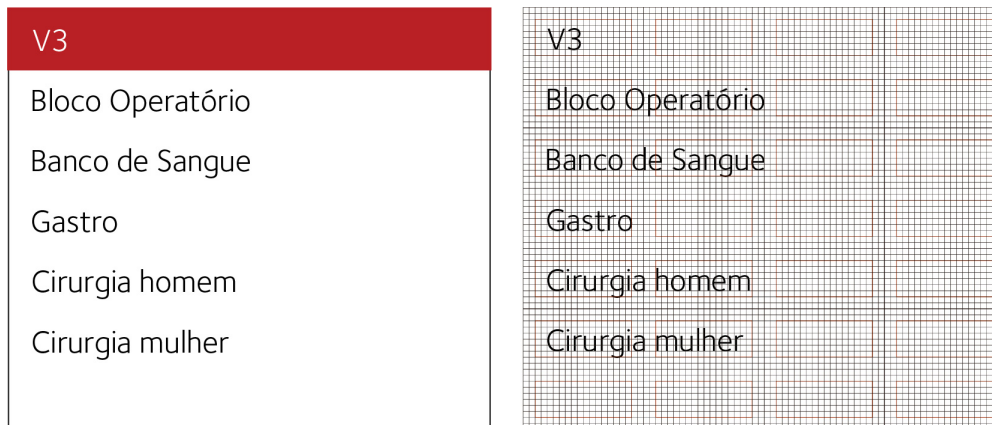 V3
Bloco Operatório
Banco de Sangue
Gastro
Cirurgia homem
Cirurgia mulher
V3
Bloco Operatório
Banco de Sangue
Gastro
Cirurgia homem
Cirurgia mulher